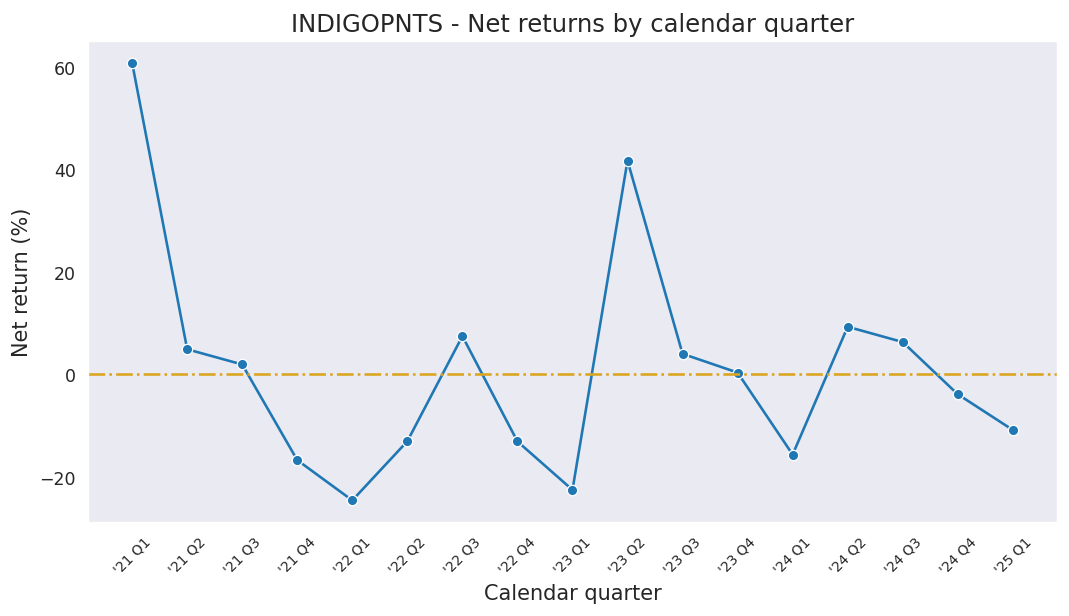 INDIGOPNTS - Net returns by calendar quarter
Net return (%)
60
40
20
0
−20
'21 Q1
'21 Q2
'21 Q3
'21 Q4
'22 Q1
'22 Q2
'22 Q3
'22 Q4
'23 Q1
'23 Q2
'23 Q3
'23 Q4
'24 Q1
'24 Q2
'24 Q3
'24 Q4
'25 Q1
Calendar quarter